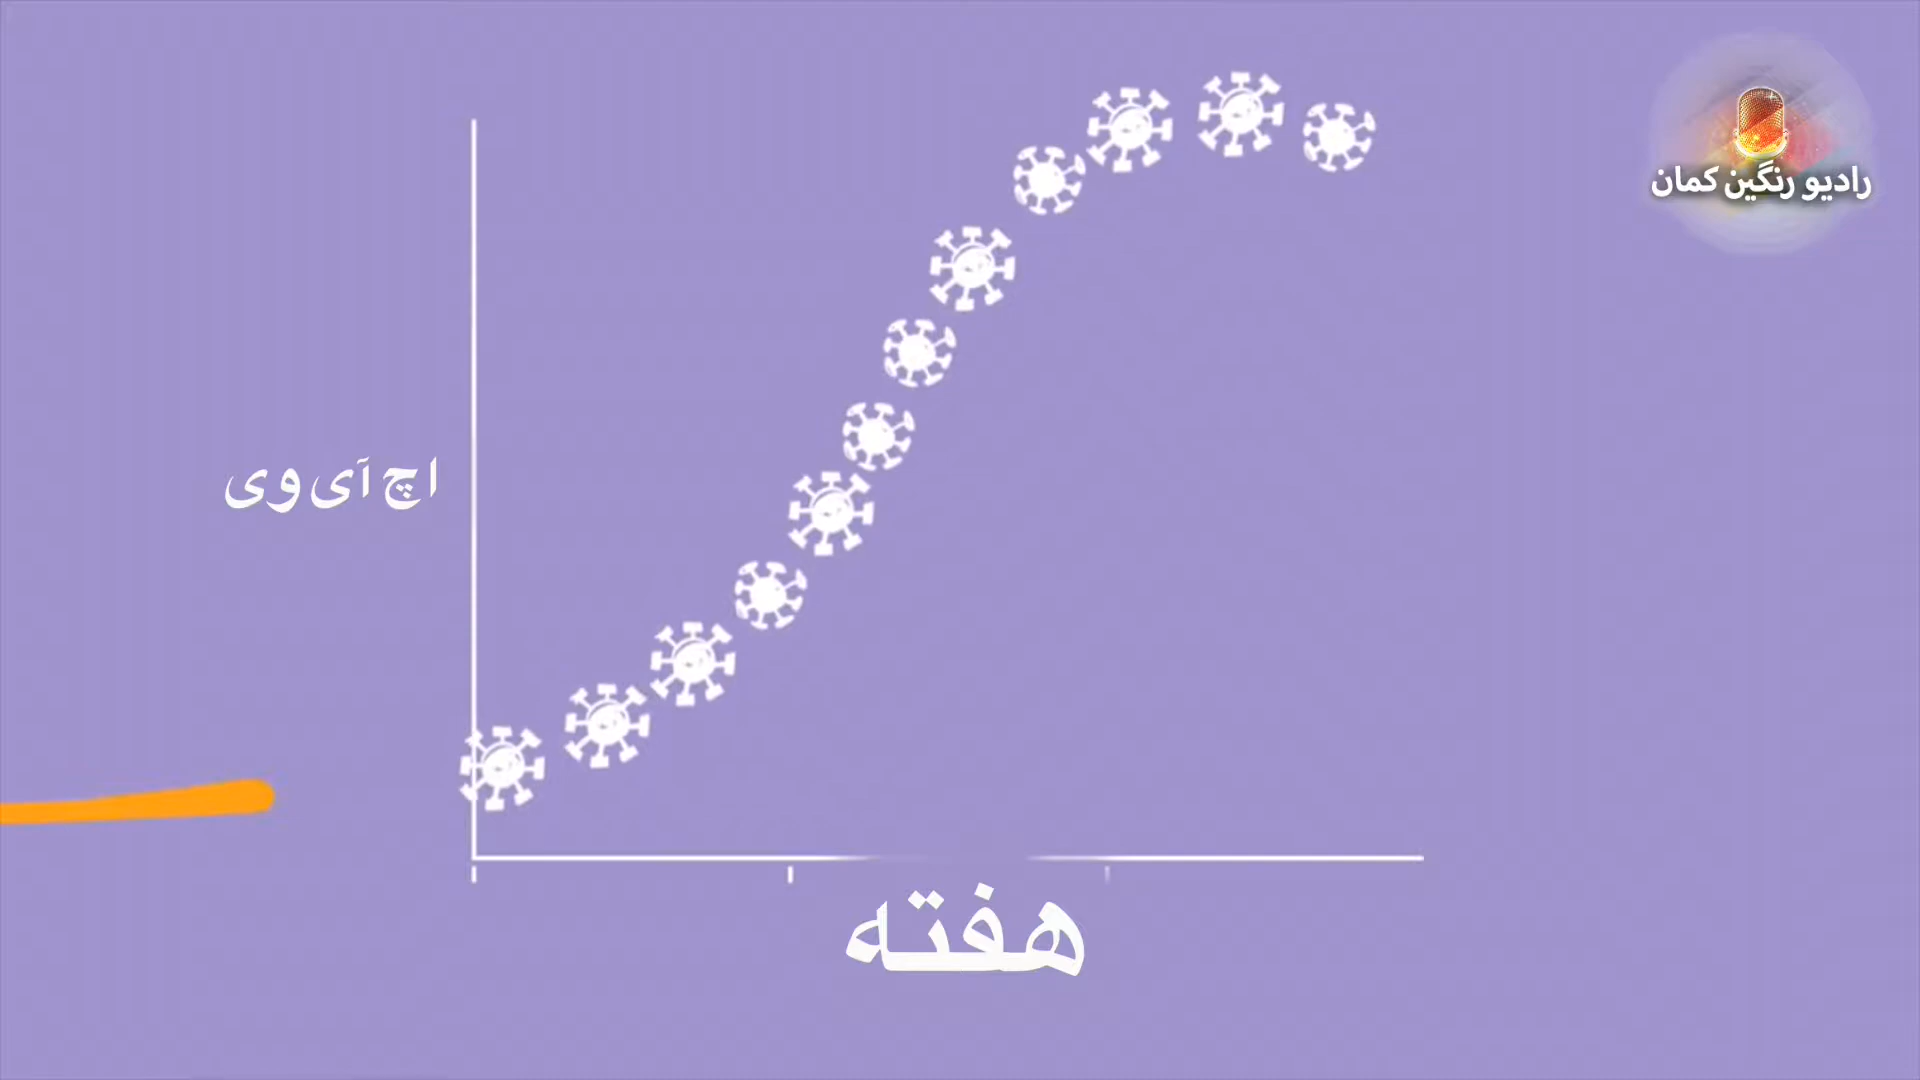 رادیو رنگین کمان
اچ آی وی
هفته